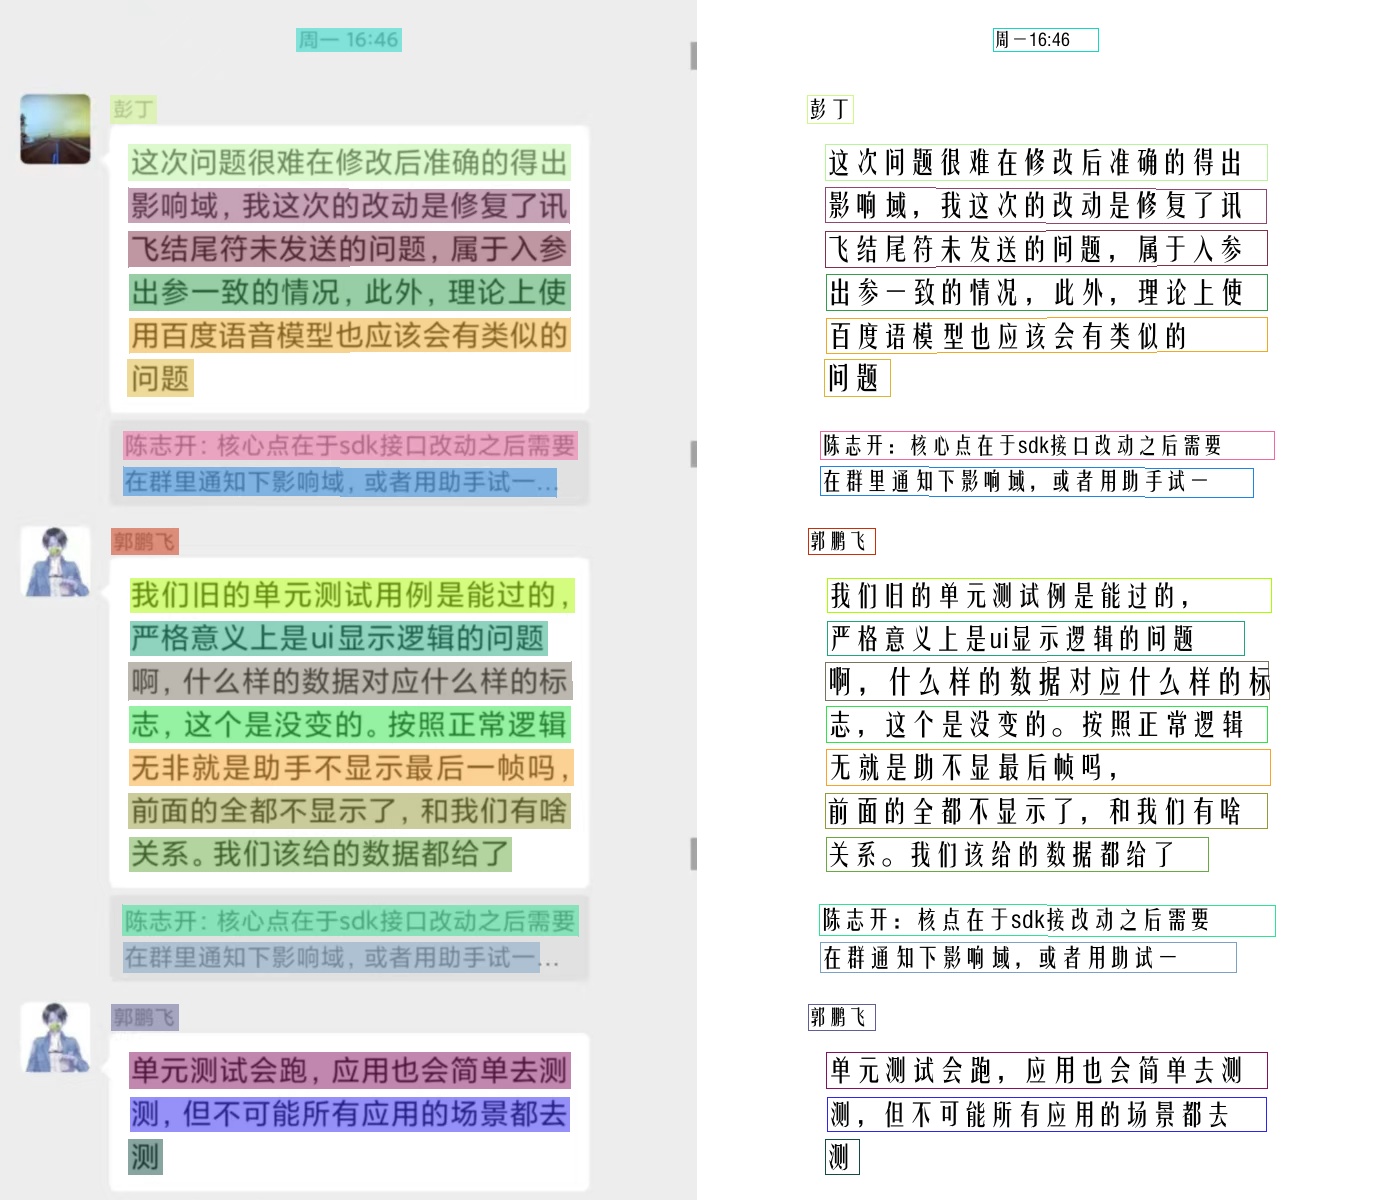 周一 16:46
彭丁
这次问题很难在修改后准确的得出
影响域，我这次的改动是修复了讯
飞结尾符未发送的问题，属于入参
出参一致的情况，此外，理论上使
用百度语音模型也应该会有类似的
问题
陈志开：核心点在于sdk接口改动之后需要
在群里通知下影响域，或者用助手试一...
郭鹏飞
我们旧的单元测试用例是能过的，
严格意义上是ui显示逻辑的问题
啊，什么样的数据对应什么样的标
志，这个是没变的。按照正常逻辑
无非就是助手不显示最后一帧吗，
前面的全都不显示了，和我们有啥
关系。我们该给的数据都给了
陈志开：核心点在于sdk接口改动之后需要
在群里通知下影响域，或者用助手试一...
郭鹏飞
单元测试会跑，应用也会简单去测
测，但不可能所有应用的场景都去
测
周一16:46
彭丁
这次问题很难在修改后准确的得出
影响域，我这次的改动是修复了讯
飞结尾符未发送的问题，属于入参
出参一致的情况，此外，理论上使
百度语模型也应该会有类似的
问题
陈志开：核心点在于sdk接口改动之后需要
在群里通知下影响域，或者用助手试一
郭鹏飞
我们旧的单元测试例是能过的，
严格意义上是ui显示逻辑的问题
啊，什么样的数据对应什么样的标
志，这个是没变的。按照正常逻辑
无就是助不显最后帧吗，
前面的全都不显示了，和我们有啥
关系。我们该给的数据都给了
陈志开：核点在于sdk接改动之后需要
在群通知下影响域，或者用助试一
郭鹏飞
单元测试会跑，应用也会简单去测
测，但不可能所有应用的场景都去
测